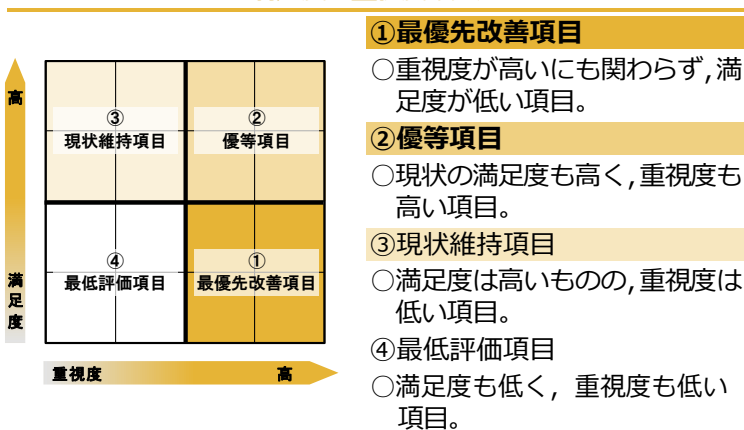 高
満足度
③
現状維持項目
②
優等項目
④
最低評価項目
①
最優先改善項目
重視度
高
①最優先改善項目
○重視度が高いにも関わらず,満
足度が低い項目。
②優等項目
○現状の満足度も高く,重視度も
高い項目。
③現状維持項目
○満足度は高いものの,重視度は
低い項目。
④最低評価項目
○満足度も低く，重視度も低い
項目。